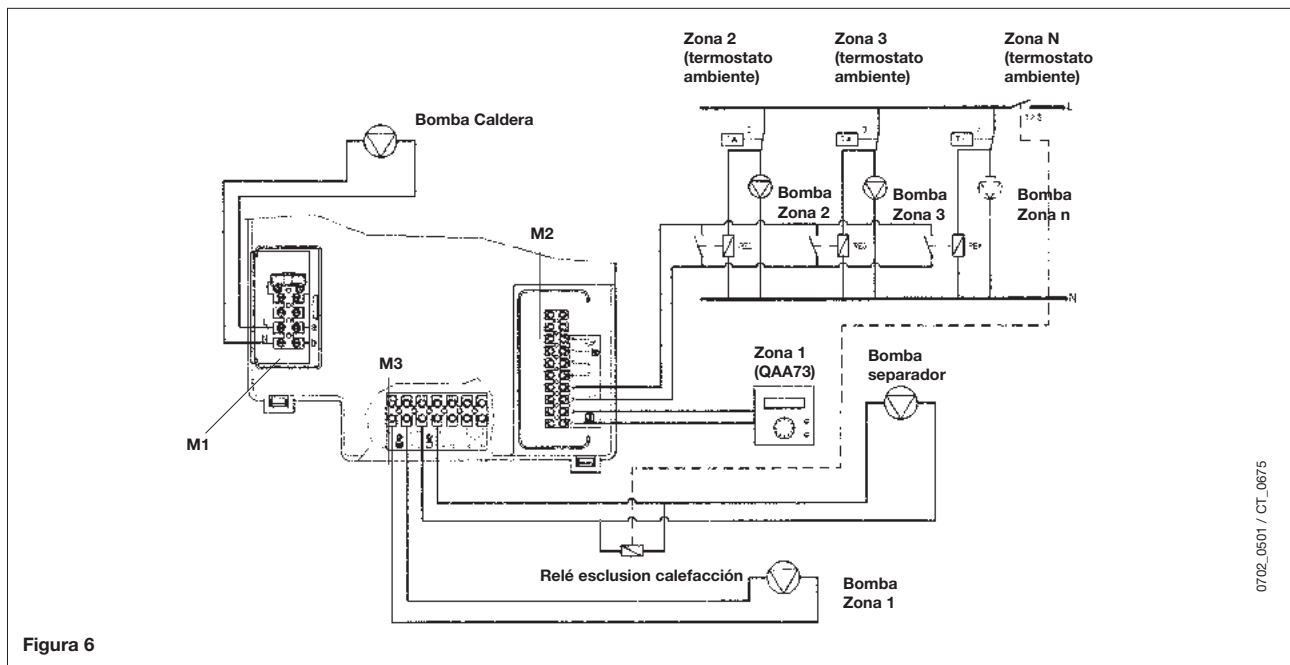 Zona 2
(termostato
ambiente)
Zona 3
(termostato
ambiente)
Zona N
(termostato
ambiente)
L
Bomba Caldera
Bomba
Zona 2
Bomba
Zona 3
Bomba
Zona n
M2
N
L
N
M3
Zona 1
(QAA73)
Bomba
separador
M1
Relé esclusion calefacción
Bomba
Zona 1
0702_0501 / CT_0675
Figura 6